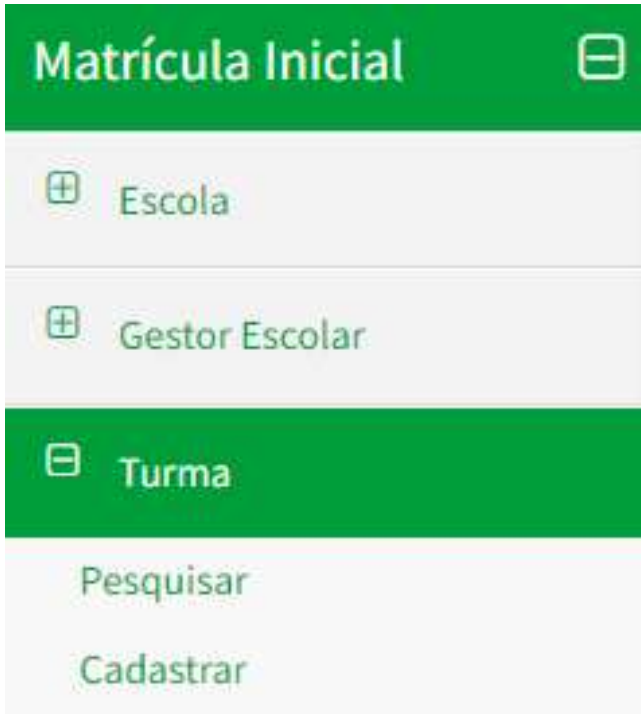 Matrícula Inicial
Escola
Gestor Escolar
Turma
Pesquisar
Cadastrar